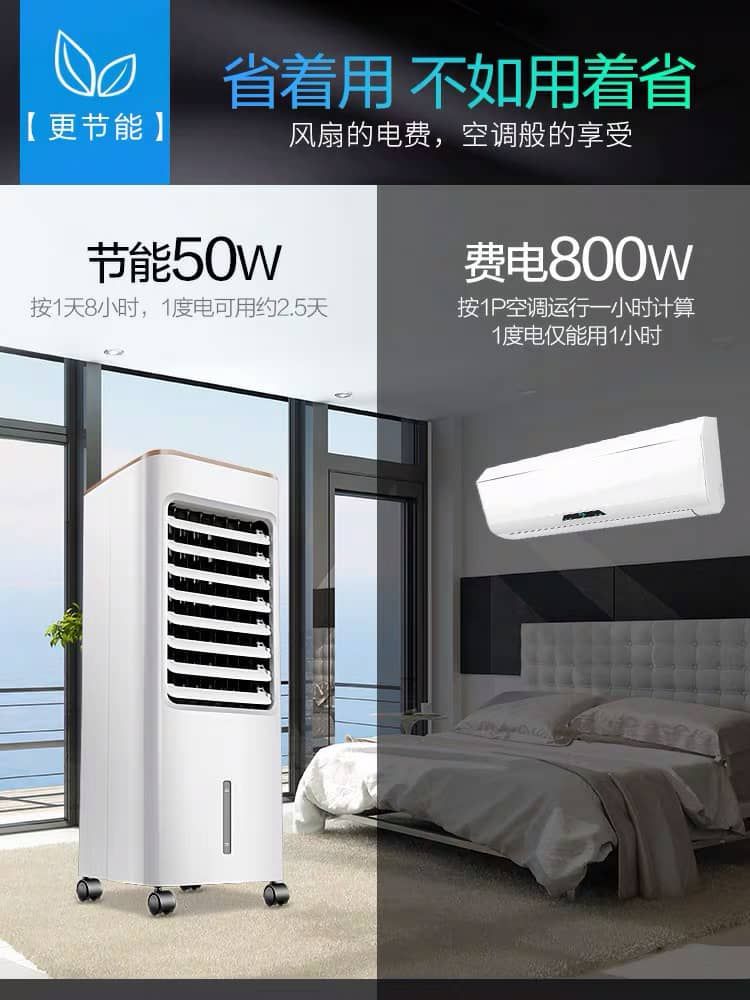 省着用 不如用着省
【更节能】
风扇的电费，空调般的享受
节能50W
按1天8小时，1度电可用约2.5天
费电800W
按1P空调运行一小时计算
1度电仅能用1小时